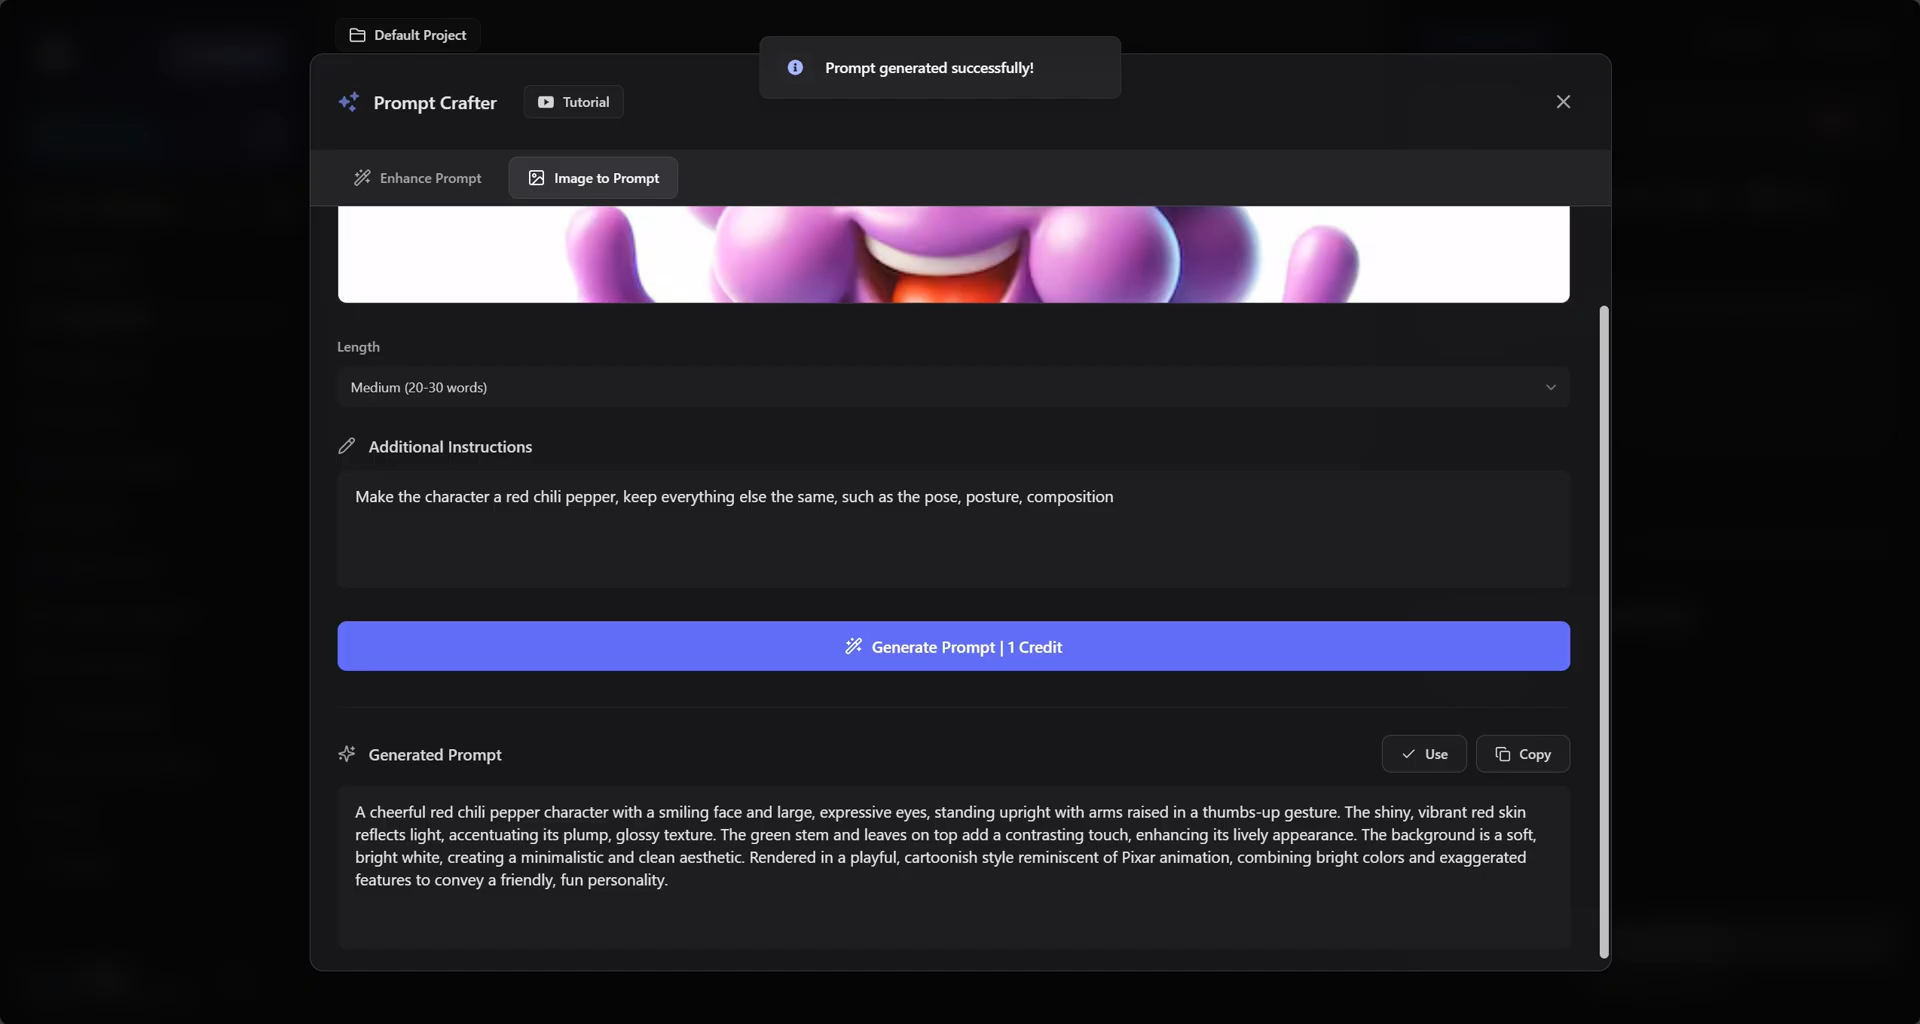 Default Project
Prompt generated successfully!
Prompt Crafter
Tutorial
Enhance Prompt
Image to Prompt
Length
Medium (20-30 words)
Additional Instructions
Make the character a red chili pepper, keep everything else the same, such as the pose, posture, composition
Generate Prompt | 1 Credit
Generated Prompt
Use
Copy
A cheerful red chili pepper character with a smiling face and large, expressive eyes, standing upright with arms raised in a thumbs-up gesture. The shiny, vibrant red skin
reflects light, accentuating its plump, glossy texture. The green stem and leaves on top add a contrasting touch, enhancing its lively appearance. The background is a soft,
bright white, creating a minimalistic and clean aesthetic. Rendered in a playful, cartoonish style reminiscent of Pixar animation, combining bright colors and exaggerated
features to convey a friendly, fun personality.